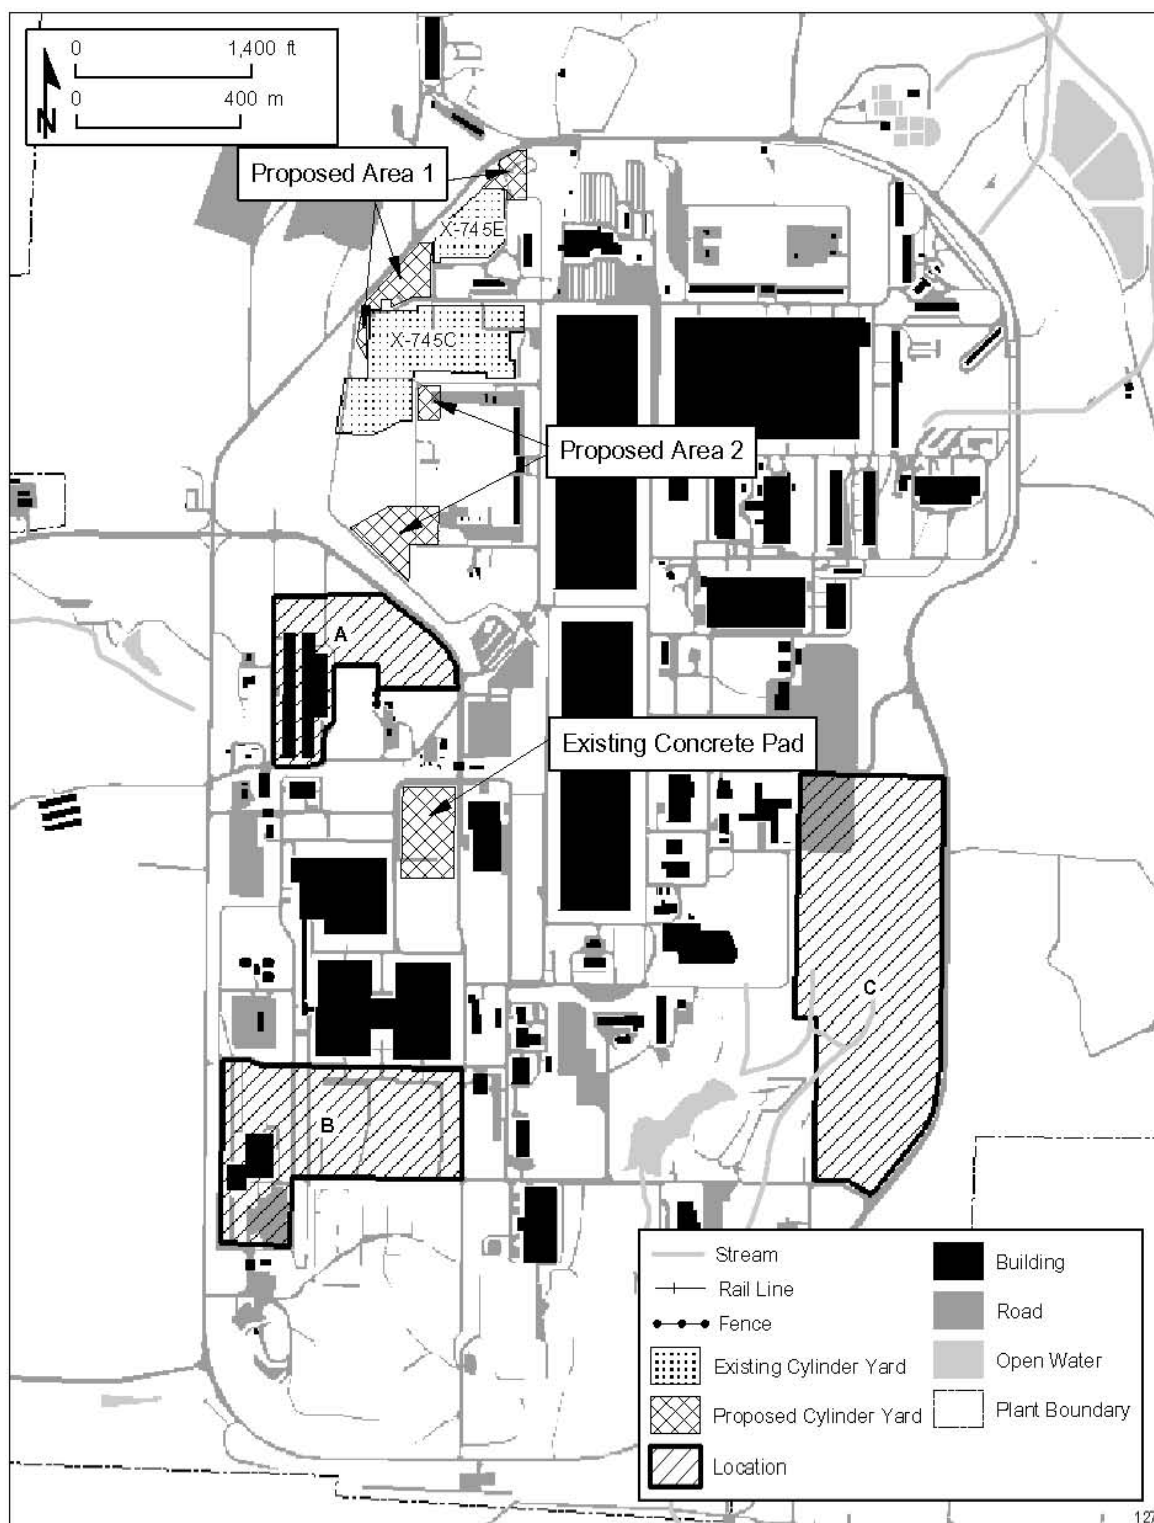 0 1,400 ft
0 400 m
N
Proposed Area 1
X-745E
X-745C
Proposed Area 2
A
Existing Concrete Pad
C
B
Stream
Rail Line
Fence
Existing Cylinder Yard
Proposed Cylinder Yard
Location
Building
Road
Open Water
Plant Boundary
127